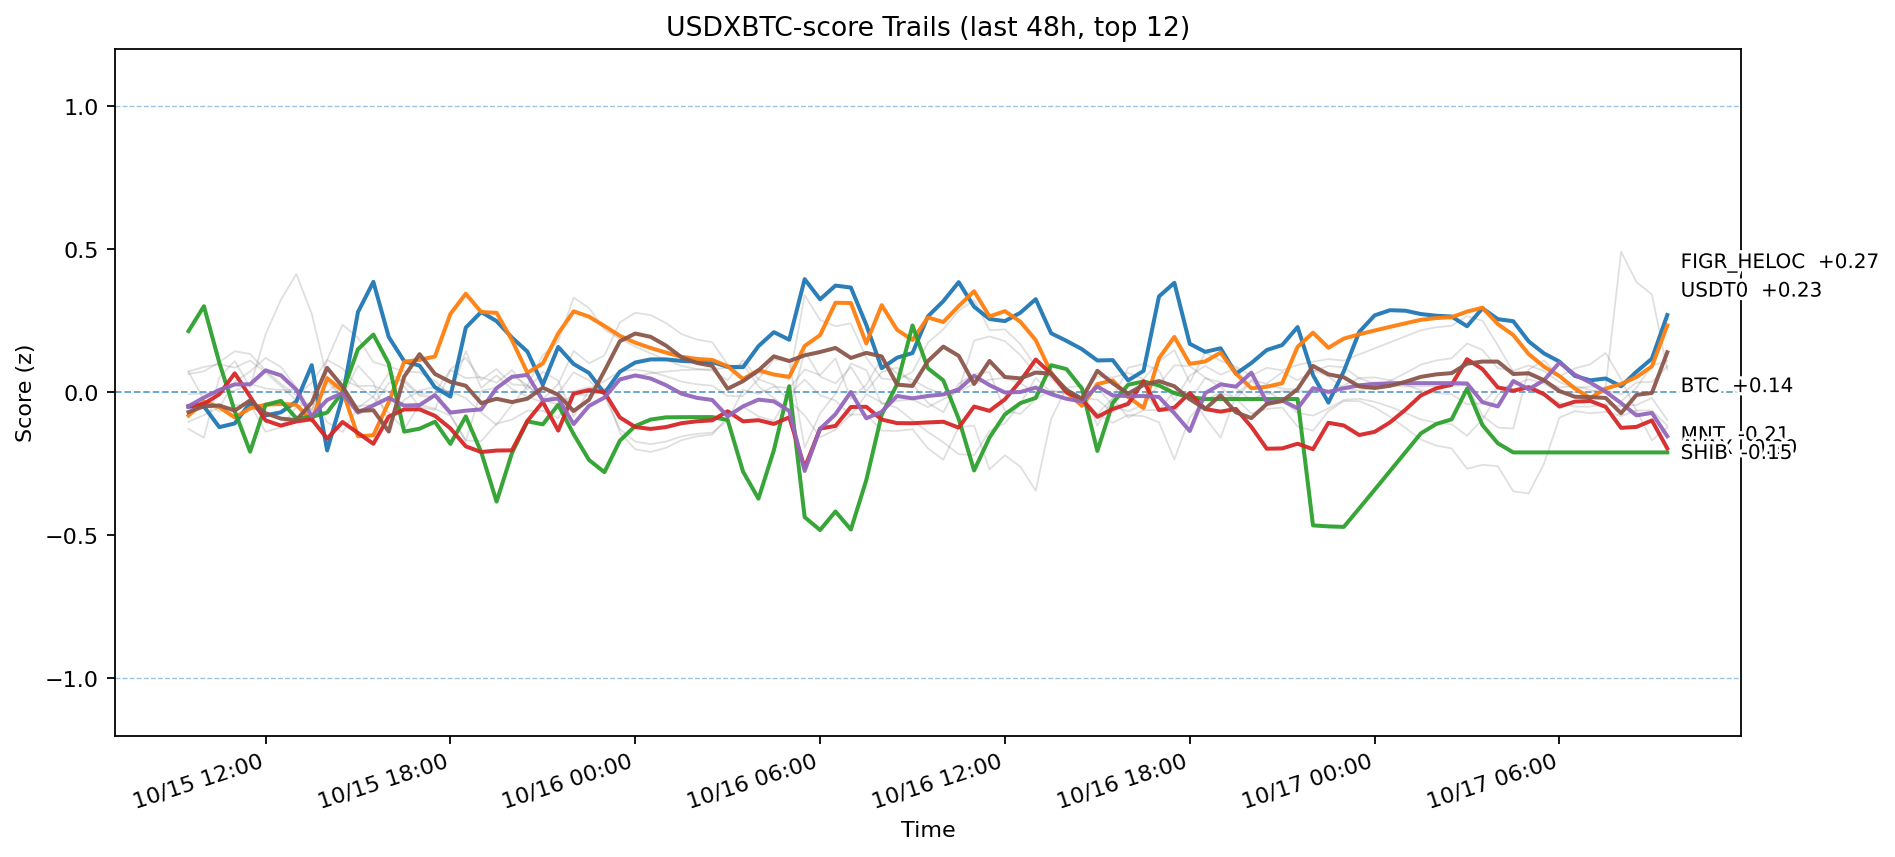 USDXBTC-score Trails (last 48h, top 12)
Score (z)
1.0
0.5
0.0
−0.5
−1.0
FIGR_HELOC +0.27
USDT0 +0.23
BTC +0.14
MNT -0.21
SHIB -0.15
10/15 12:00
10/15 18:00
10/16 00:00
10/16 06:00
10/16 12:00
10/16 18:00
10/17 00:00
10/17 06:00
Time